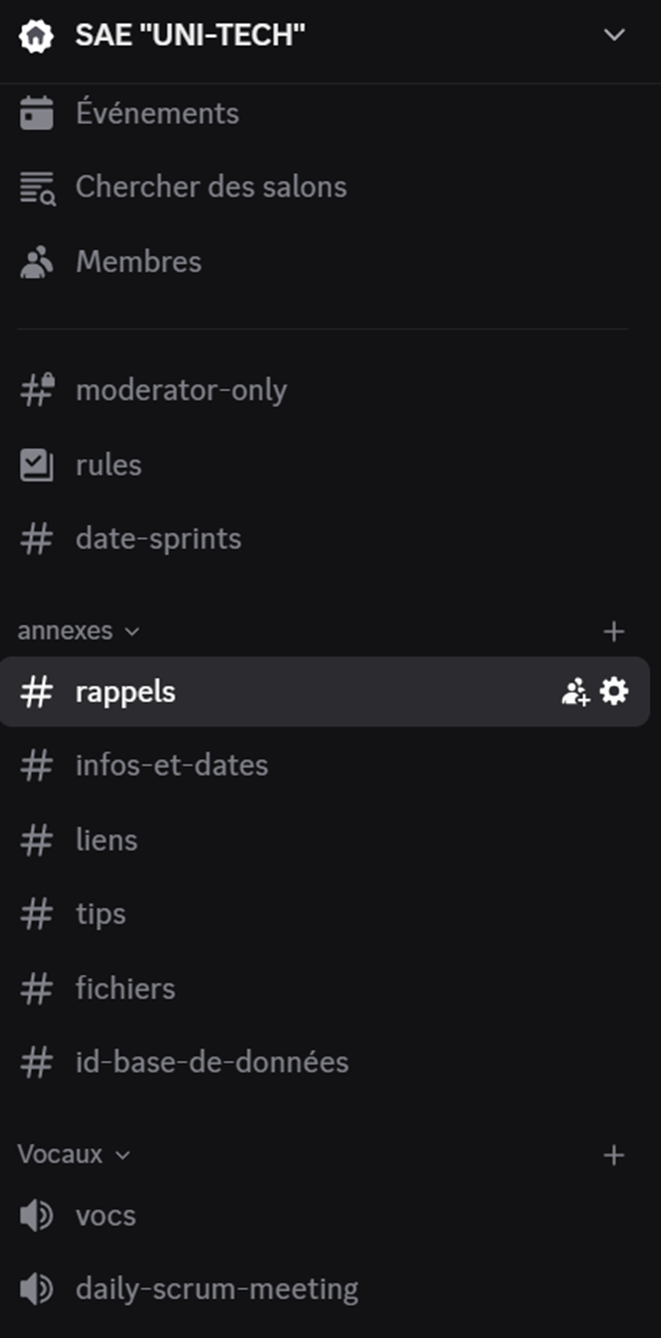 SAE "UNI-TECH"
Événements
Chercher des salons
Membres
moderator-only
rules
date-sprints
annexes
rappels
infos-et-dates
liens
tips
fichiers
id-base-de-données
Vocaux
vocs
daily-scrum-meeting